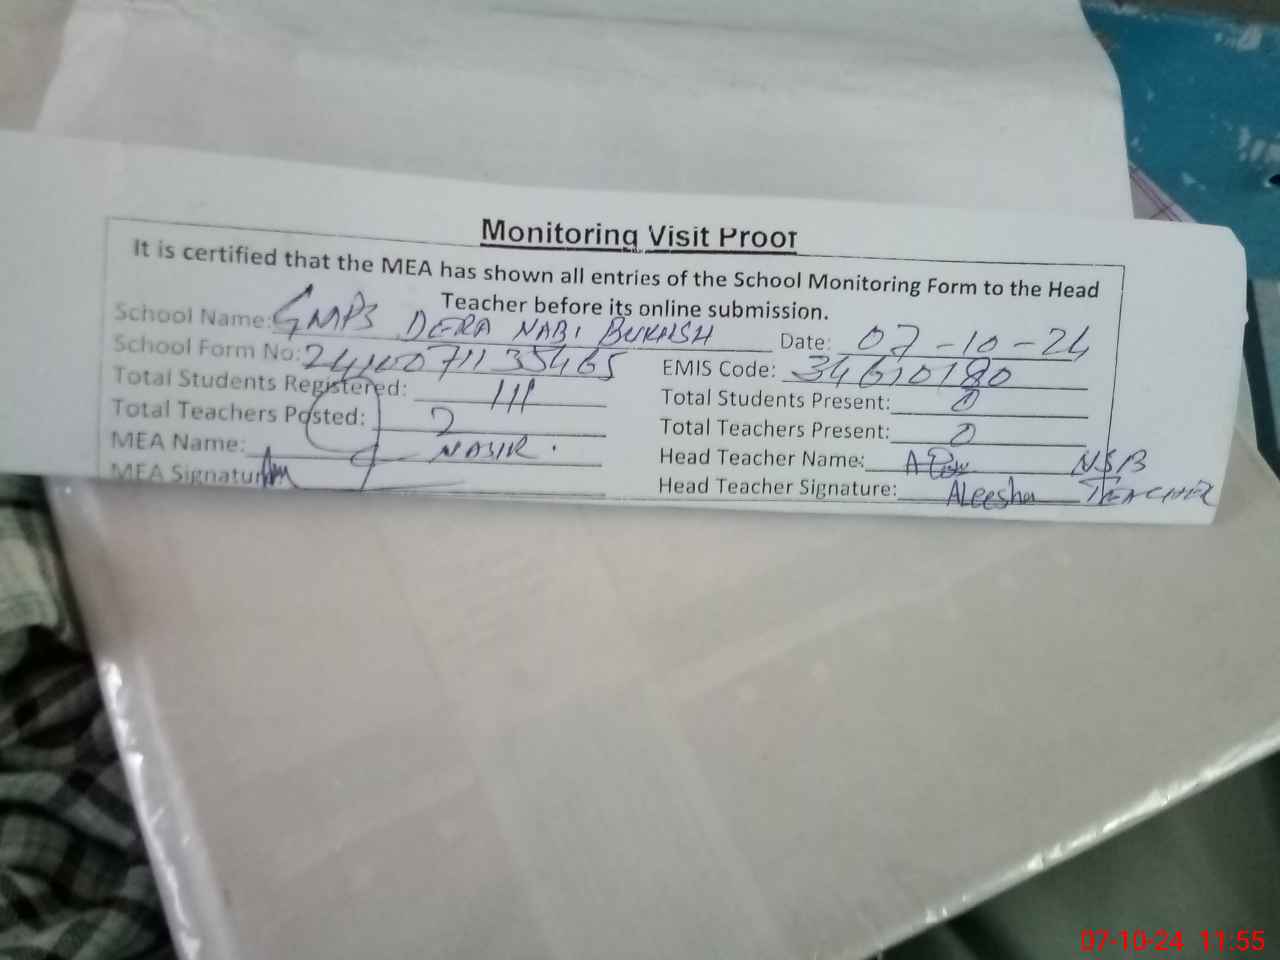 Monitoring Visit Proof
It is certified that the MEA has shown all entries of the School Monitoring Form to the Head
Teacher before its online submission.
School Name: GMPS DERA NABI BUKHSH Date: 07-10-24
School Form No: EMIS Code: 34610180
Total Students Registered: 111 Total Students Present: 0
Total Teachers Posted: 2 Total Teachers Present: 0
MEA Name: NASIR. Head Teacher Name: NSB
MEA Signature Head Teacher Signature: Aleesha TEACHER
07-10-24 11:55